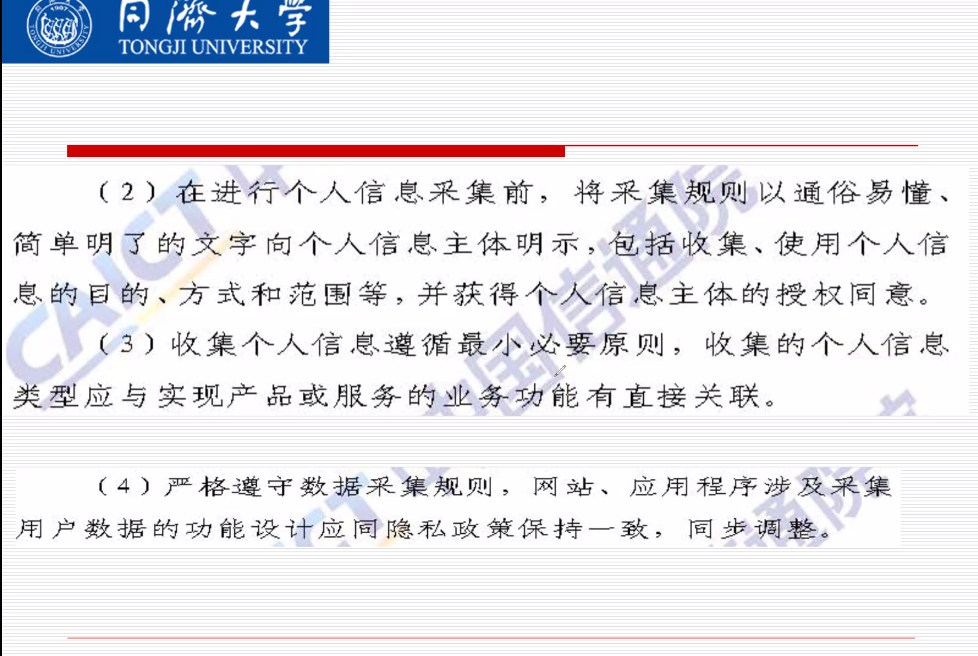 同濟大学
TONGJI UNIVERSITY
（2）在进行个人信息采集前，将采集规则以通俗易懂、
简单明了的文字向个人信息主体明示，包括收集、使用个人信
息的目的、方式和范围等，并获得个人信息主体的授权同意。
（3）收集个人信息遵循最小必要原则，收集的个人信息
类型应与实现产品或服务的业务功能有直接关联。
（4）严格遵守数据采集规则，网站、应用程序涉及采集
用户数据的功能设计应同隐私政策保持一致，同步调整。
CAICT 中国信通院